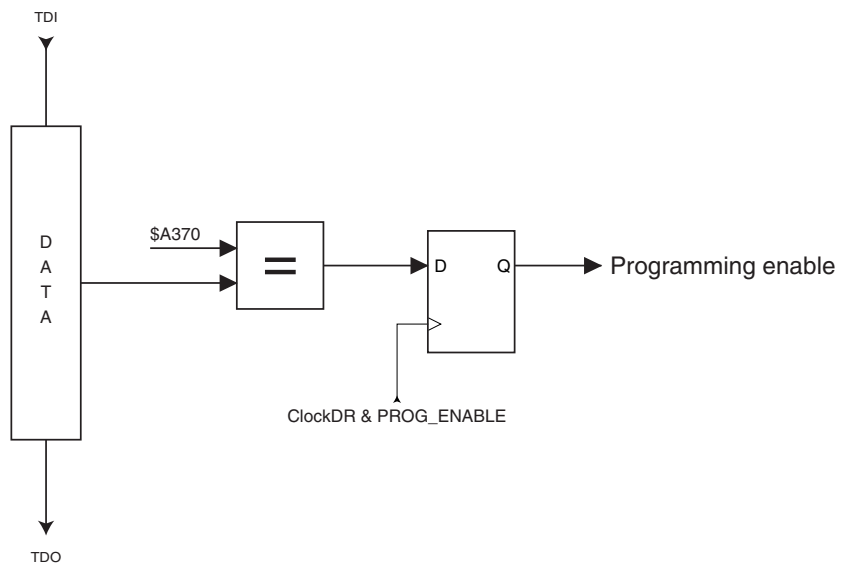 TDI
D
A
T
A
$A370
=
D
Q
Programming enable
ClockDR & PROG_ENABLE
TDO